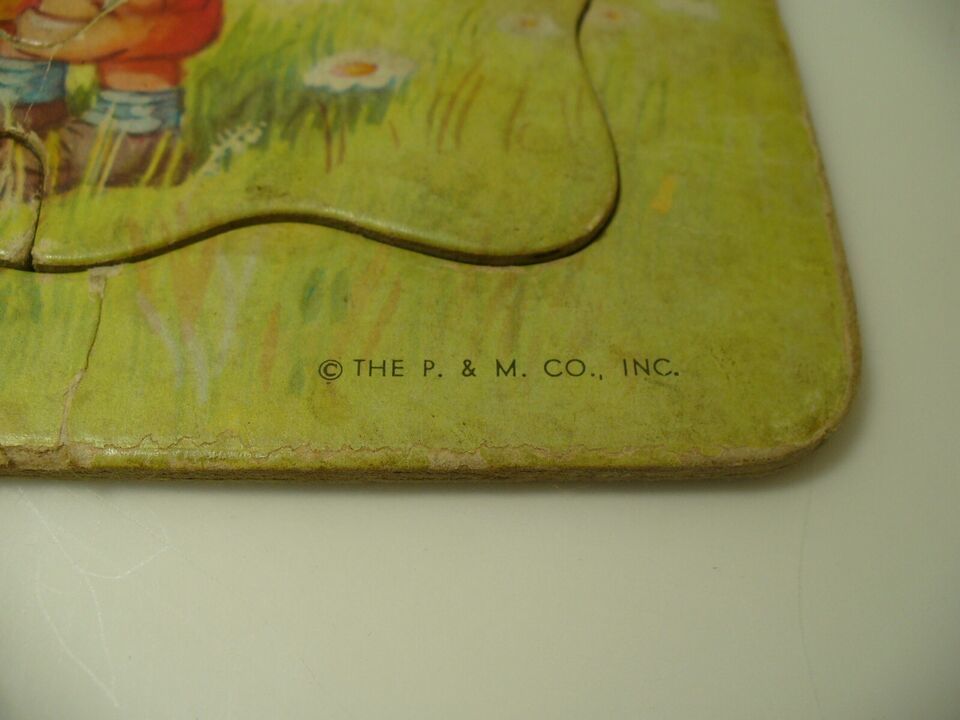 © THE P. & M. CO., INC.